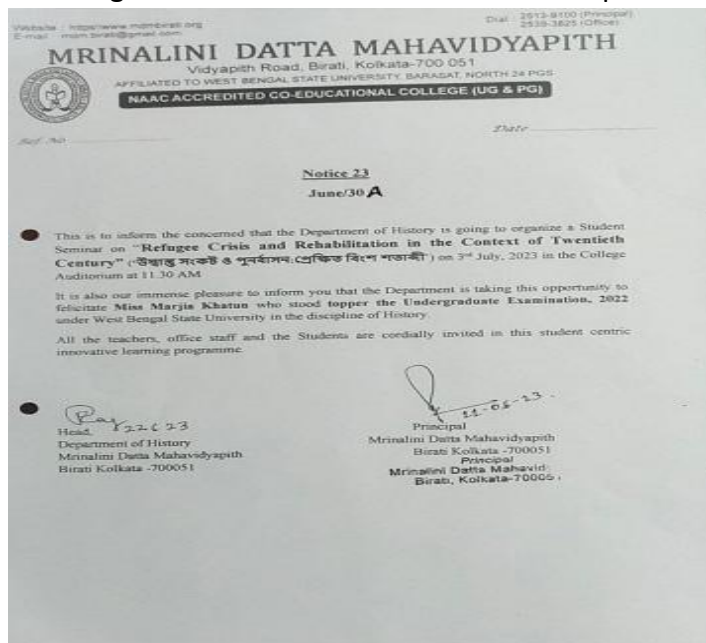 Website : https//www.mdmbirati.org
E-mail : mdm.birati@gmail.com
Dial : 2513-9100 (Principal)
2539-3825 (Office)
MRINALINI DATTA MAHAVIDYAPITH
Vidyapith Road, Birati, Kolkata-700 051
AFFILIATED TO WEST BENGAL STATE UNIVERSITY, BARASAT, NORTH 24 PGS
NAAC ACCREDITED CO-EDUCATIONAL COLLEGE (UG & PG)
Ref. No
Date
Notice 23
June/30 A
This is to inform the concerned that the Department of History is going to organize a Student
Seminar on "Refugee Crisis and Rehabilitation in the Context of Twentieth
Century" ("উদ্বাস্তু সংকট ও পুনর্বাসন:প্রেক্ষিত বিংশ শতাব্দী") on 3rd July, 2023 in the College
Auditorium at 11.30 AM
It is also our immense pleasure to inform you that the Department is taking this opportunity to
felicitate Miss Marjia Khatun who stood topper the Undergraduate Examination, 2022
under West Bengal State University in the discipline of History.
All the teachers, office staff and the Students are cordially invited in this student centric
innovative learning programme
Ray 22 6 23
Head,
Department of History
Mrinalini Datta Mahavidyapith
Birati Kolkata -700051
Principal
Mrinalini Datta Mahavidyapith
Birati Kolkata -700051
Principal
Mrinalini Datta Mahavid
Birati, Kolkata-70005